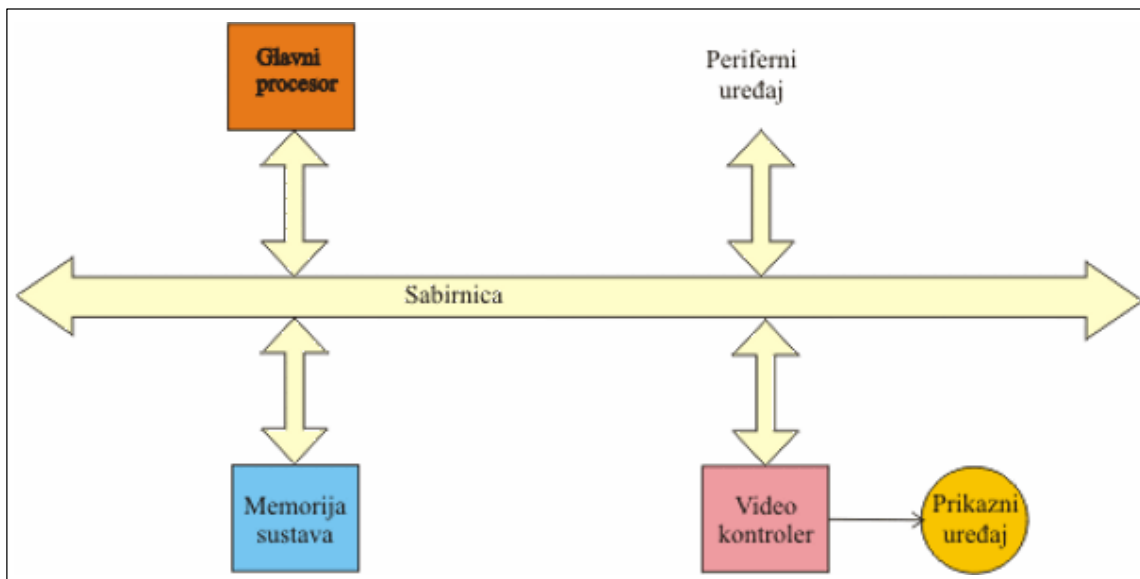 Glavni
procesor
Periferni
uređaj
Sabirnica
Memorija
sustava
Video
kontroler
Prikazni
uređaj